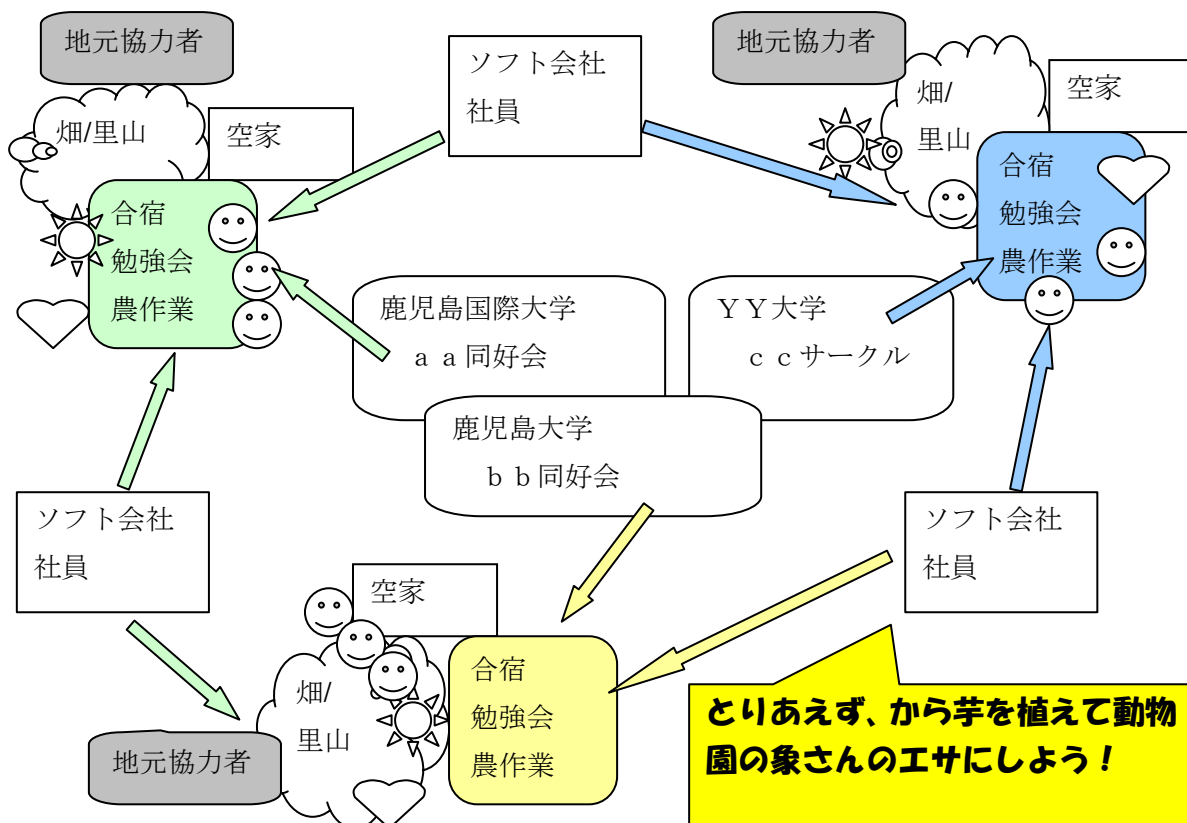 地元協力者
畑/里山
空家
合宿
勉強会
農作業
ソフト会社
社員
地元協力者
畑/
里山
空家
合宿
勉強会
農作業
鹿児島国際大学
ａａ同好会
ＹＹ大学
ｃｃサークル
鹿児島大学
ｂｂ同好会
ソフト会社
社員
ソフト会社
社員
空家
畑/
里山
地元協力者
合宿
勉強会
農作業
とりあえず、から芋を植えて動物
園の象さんのエサにしよう！